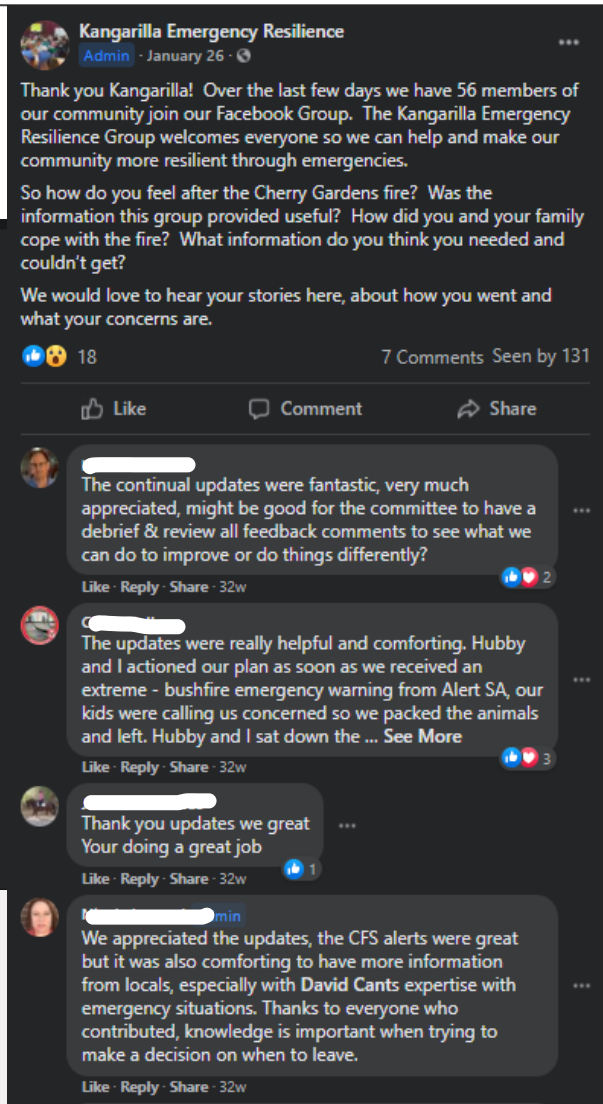 Kangarilla Emergency Resilience
Admin · January 26 ·
Thank you Kangarilla! Over the last few days we have 56 members of
our community join our Facebook Group. The Kangarilla Emergency
Resilience Group welcomes everyone so we can help and make our
community more resilient through emergencies.
So how do you feel after the Cherry Gardens fire? Was the
information this group provided useful? How did you and your family
cope with the fire? What information do you think you needed and
couldn't get?
We would love to hear your stories here, about how you went and
what your concerns are.
18 7 Comments Seen by 131
Like Comment Share
The continual updates were fantastic, very much
appreciated, might be good for the committee to have a
debrief & review all feedback comments to see what we
can do to improve or do things differently?
2
Like · Reply · Share · 32w
The updates were really helpful and comforting. Hubby
and I actioned our plan as soon as we received an
extreme - bushfire emergency warning from Alert SA, our
kids were calling us concerned so we packed the animals
and left. Hubby and I sat down the ... See More
3
Like · Reply · Share · 32w
Thank you updates we great
Your doing a great job
1
Like · Reply · Share · 32w
We appreciated the updates, the CFS alerts were great
but it was also comforting to have more information
from locals, especially with David Cants expertise with
emergency situations. Thanks to everyone who
contributed, knowledge is important when trying to
make a decision on when to leave.
Like · Reply · Share · 32w